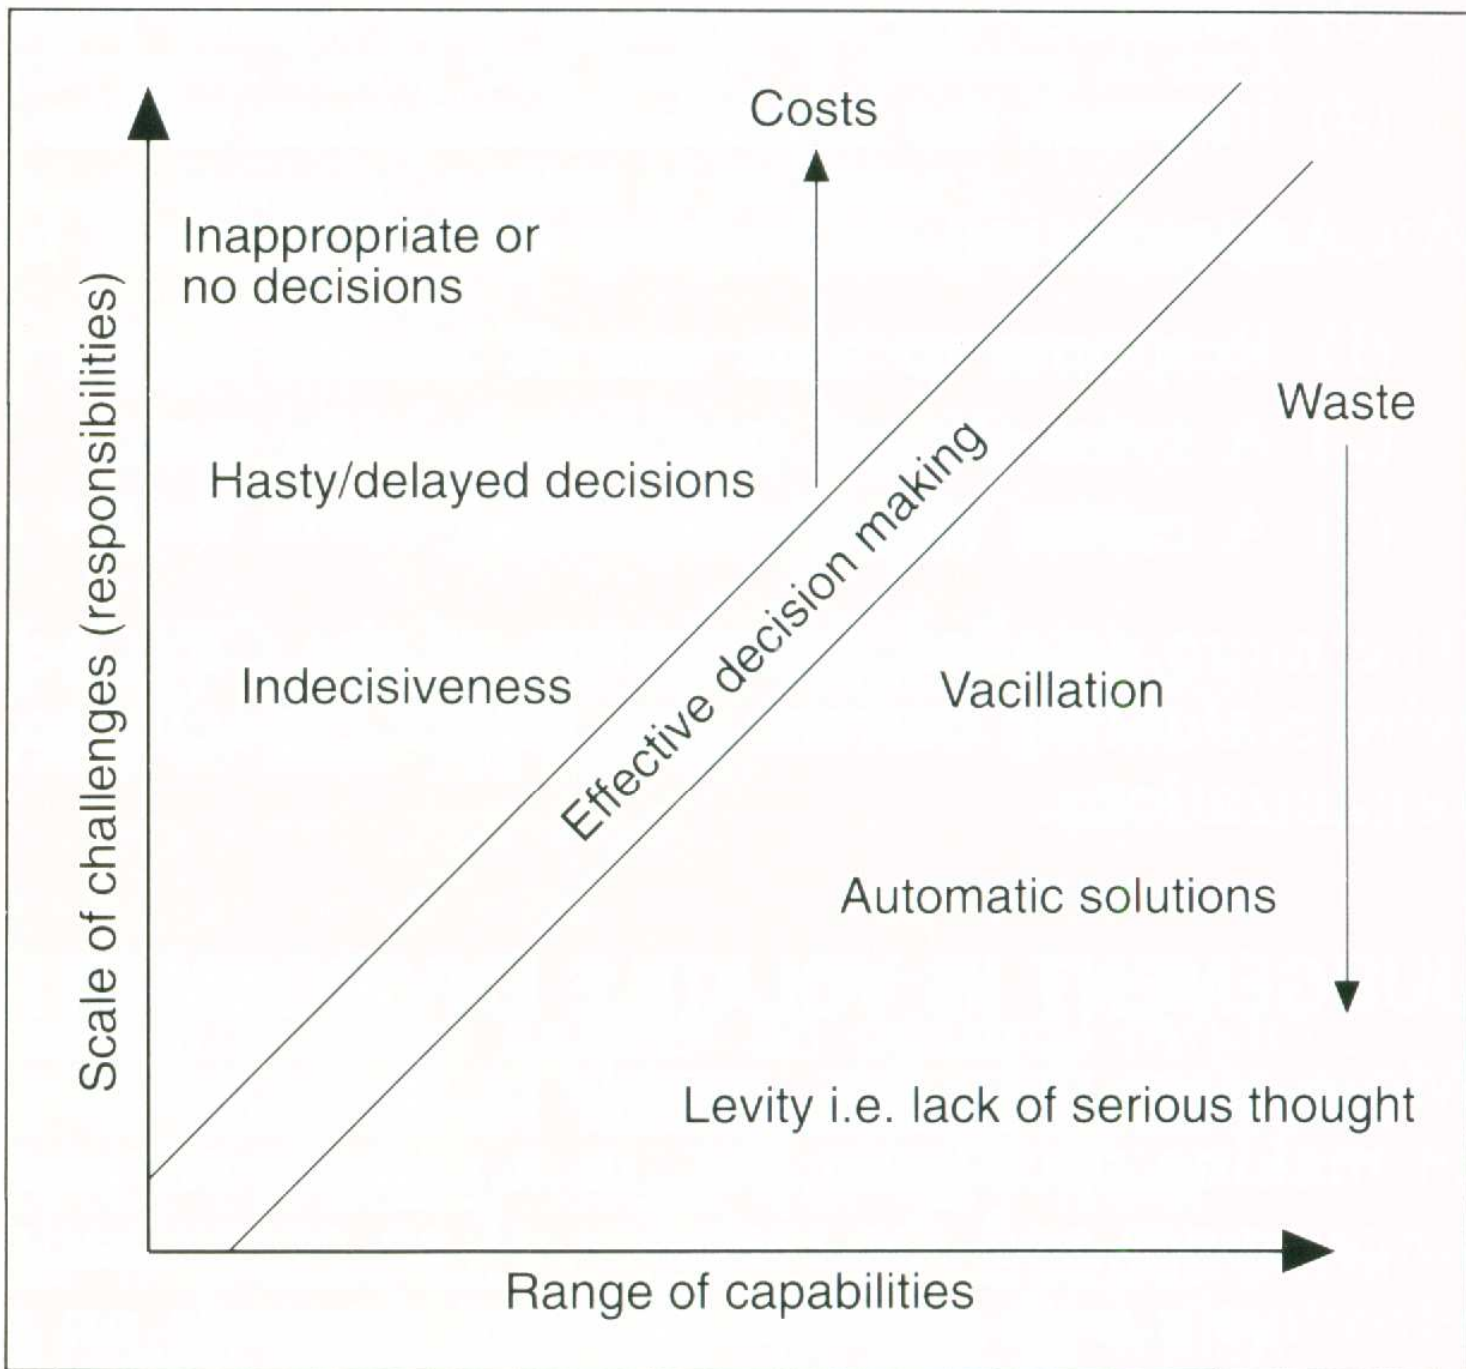 Costs
Inappropriate or
no decisions
Waste
Hasty/delayed decisions
Effective decision making
Indecisiveness
Vacillation
Automatic solutions
Levity i.e. lack of serious thought
Scale of challenges (responsibilities)
Range of capabilities